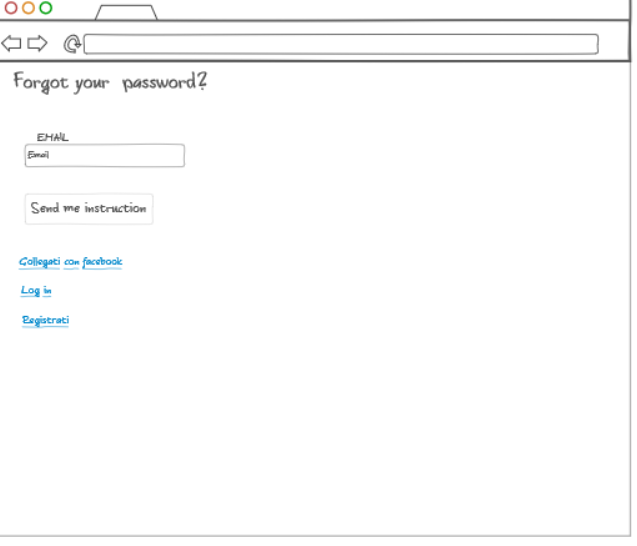 Forgot your password?
EMAIL
Email
Send me instruction
Collegati con facebook
Log in
Registrati